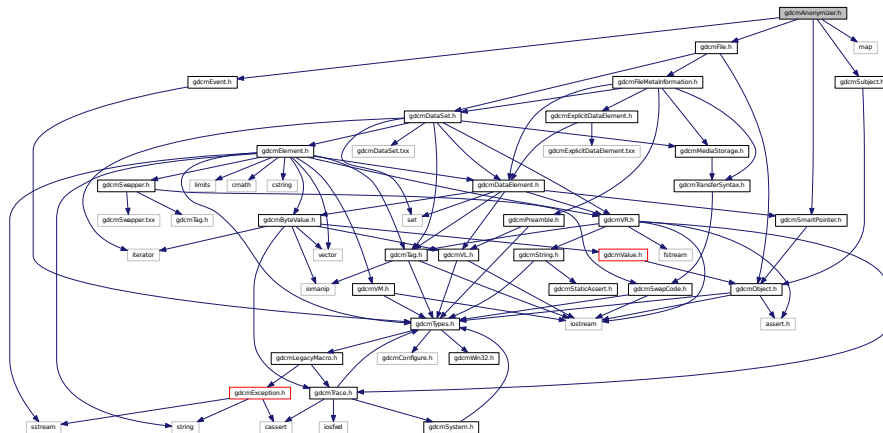 gdcmAnonymizer.h
gdcmFile.h
map
gdcmEvent.h
gdcmFileMetaInformation.h
gdcmSubject.h
gdcmDataSet.h
gdcmExplicitDataElement.h
gdcmElement.h
gdcmDataSet.txx
gdcmExplicitDataElement.txx
gdcmMediaStorage.h
gdcmSwapper.h
limits
cmath
cstring
gdcmDataElement.h
gdcmTransferSyntax.h
gdcmSwapper.txx
gdcmTag.h
gdcmByteValue.h
set
gdcmPreamble.h
gdcmVR.h
gdcmSmartPointer.h
iterator
vector
gdcmTag.h
gdcmVL.h
gdcmString.h
gdcmValue.h
fstream
iomanip
gdcmVM.h
gdcmStaticAssert.h
gdcmSwapCode.h
gdcmObject.h
gdcmTypes.h
iostream
assert.h
gdcmLegacyMacro.h
gdcmConfigure.h
gdcmWin32.h
gdcmException.h
gdcmTrace.h
sstream
string
cassert
iosfwd
gdcmSystem.h